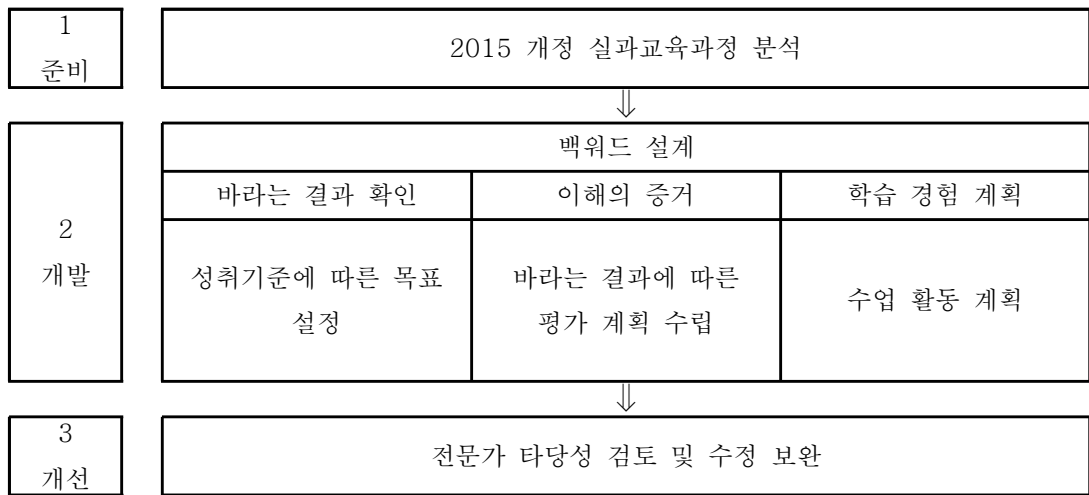 1
준비
2015 개정 실과교육과정 분석
⇓
2
개발
백워드 설계
바라는 결과 확인
이해의 증거
학습 경험 계획
성취기준에 따른 목표
설정
바라는 결과에 따른
평가 계획 수립
수업 활동 계획
⇓
3
개선
전문가 타당성 검토 및 수정 보완